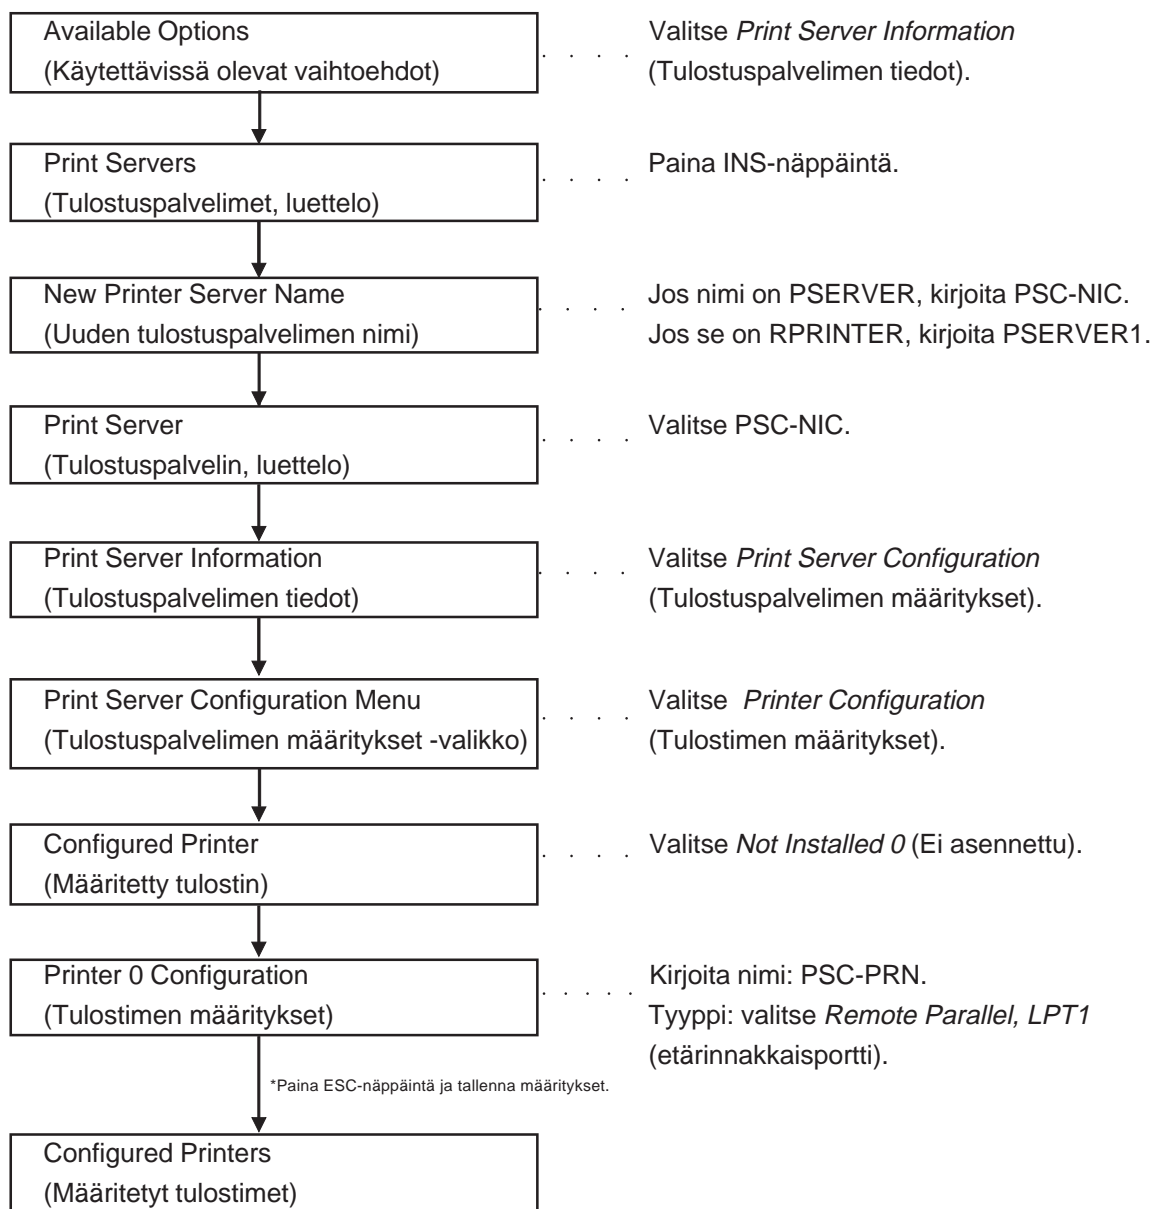 Available Options
(Käytettävissä olevat vaihtoehdot)
Valitse Print Server Information
(Tulostuspalvelimen tiedot).
Print Servers
(Tulostuspalvelimet, luettelo)
Paina INS-näppäintä.
New Printer Server Name
(Uuden tulostuspalvelimen nimi)
Jos nimi on PSERVER, kirjoita PSC-NIC.
Jos se on RPRINTER, kirjoita PSERVER1.
Print Server
(Tulostuspalvelin, luettelo)
Valitse PSC-NIC.
Print Server Information
(Tulostuspalvelimen tiedot)
Valitse Print Server Configuration
(Tulostuspalvelimen määritykset).
Print Server Configuration Menu
(Tulostuspalvelimen määritykset -valikko)
Valitse Printer Configuration
(Tulostimen määritykset).
Configured Printer
(Määritetty tulostin)
Valitse Not Installed 0 (Ei asennettu).
Printer 0 Configuration
(Tulostimen määritykset)
Kirjoita nimi: PSC-PRN.
Tyyppi: valitse Remote Parallel, LPT1
(etärinnakkaisportti).
*Paina ESC-näppäintä ja tallenna määritykset.
Configured Printers
(Määritetyt tulostimet)